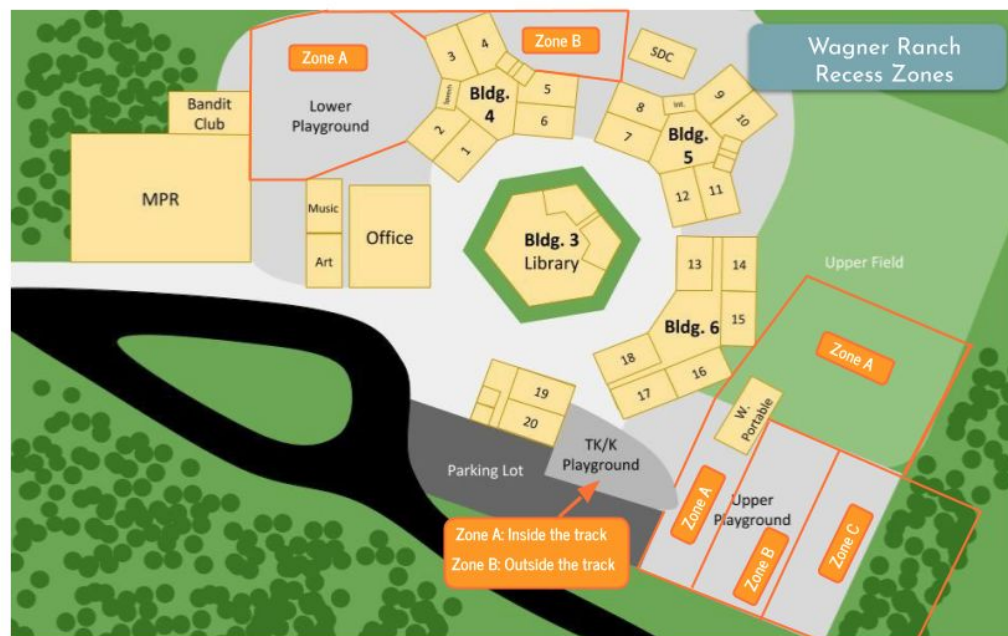 Wagner Ranch
Recess Zones
Zone A
Zone B
SDC
3
4
Bldg.
4
5
6
2
1
Lower
Playground
Bandit
Club
MPR
Music
Art
Office
8
Int.
9
10
7
Bldg.
5
12
11
Bldg. 3
Library
13
14
15
Bldg. 6
18
16
17
Upper Field
Zone A
W.
Portable
19
20
TK/K
Playground
Parking Lot
Zone A
Upper
Playground
Zone B
Zone C
Zone A: Inside the track
Zone B: Outside the track